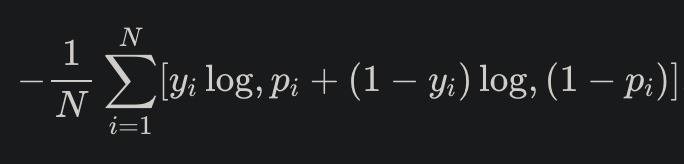 $-\frac{1}{N} \sum_{i=1}^{N} [y_i \log, p_i + (1 - y_i) \log, (1 - p_i)]$